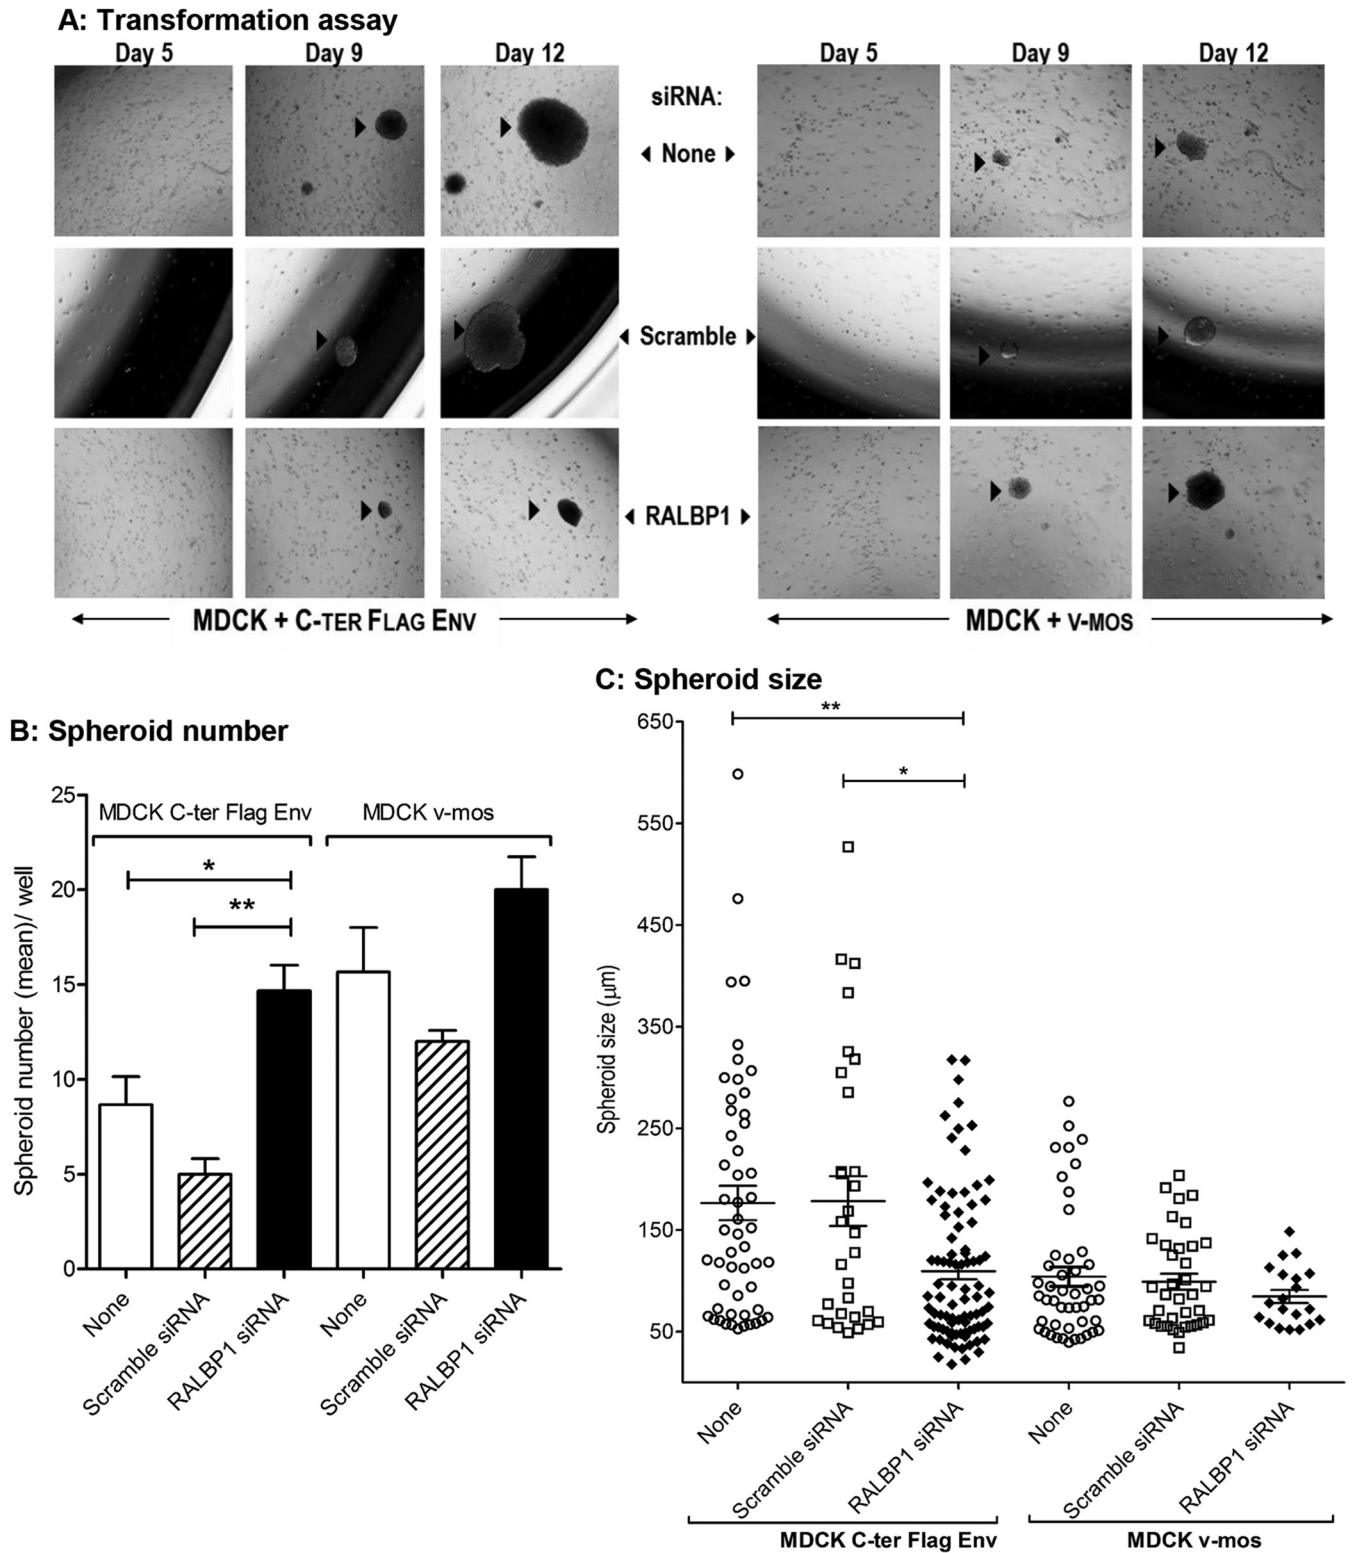 A: Transformation assay
Day 5 Day 9 Day 12 Day 5 Day 9 Day 12
siRNA:
None
Scramble
RALBP1
MDCK + C-TER FLAG ENV MDCK + V-MOS
C: Spheroid size
B: Spheroid number
25
20
15
10
5
0
Spheroid number (mean)/ well
MDCK C-ter Flag Env MDCK v-mos
*
**
None
Scramble siRNA
RALBP1 siRNA
None
Scramble siRNA
RALBP1 siRNA
650
550
450
350
250
150
50
Spheroid size (µm)
**
*
None
Scramble siRNA
RALBP1 siRNA
None
Scramble siRNA
RALBP1 siRNA
MDCK C-ter Flag Env MDCK v-mos